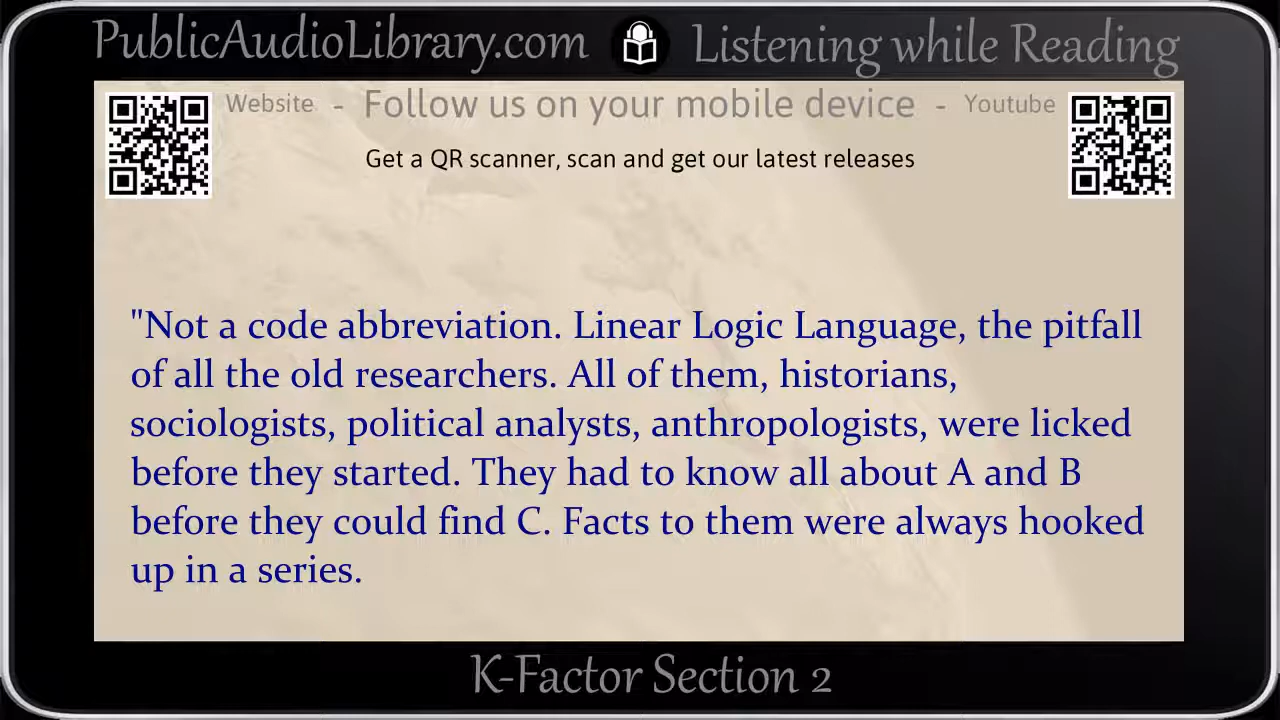 PublicAudioLibrary.com Listening while Reading
Website - Follow us on your mobile device - Youtube
Get a QR scanner, scan and get our latest releases
"Not a code abbreviation. Linear Logic Language, the pitfall
of all the old researchers. All of them, historians,
sociologists, political analysts, anthropologists, were licked
before they started. They had to know all about A and B
before they could find C. Facts to them were always hooked
up in a series.
K-Factor Section 2